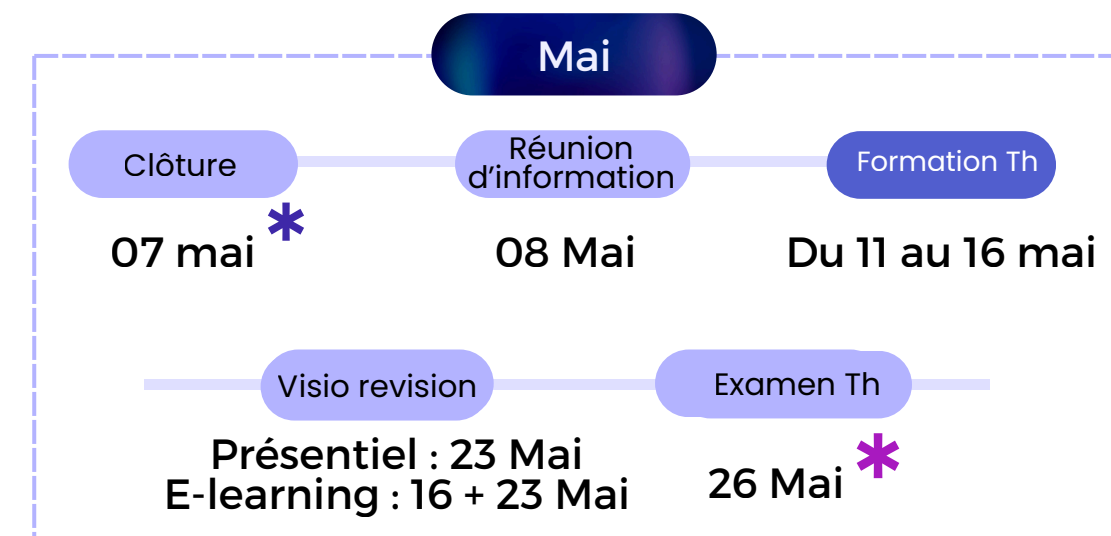 Mai
Clôture
Réunion
d'information
Formation Th
07 mai *
08 Mai
Du 11 au 16 mai
Visio revision
Examen Th
Présentiel : 23 Mai
E-learning : 16 + 23 Mai
26 Mai *